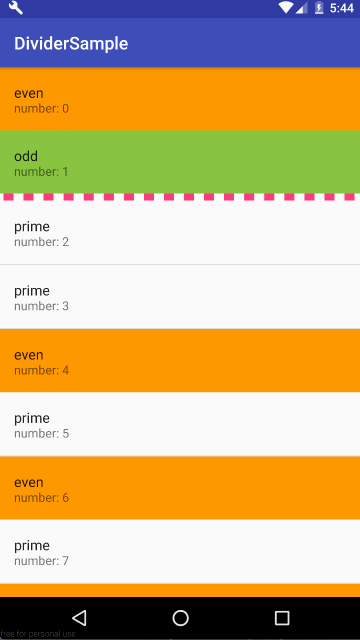 5:44
DividerSample
even
number: 0
odd
number: 1
prime
number: 2
prime
number: 3
even
number: 4
prime
number: 5
even
number: 6
prime
number: 7
free for personal use